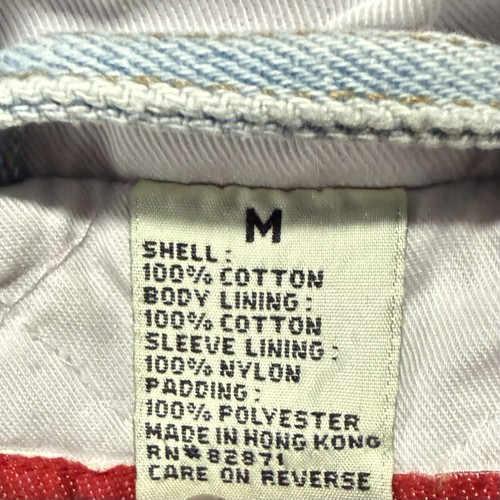 M
SHELL:
100% COTTON
BODY LINING:
100% COTTON
SLEEVE LINING:
100% NYLON
PADDING:
100% POLYESTER
MADE IN HONG KONG
RN#82971
CARE ON REVERSE